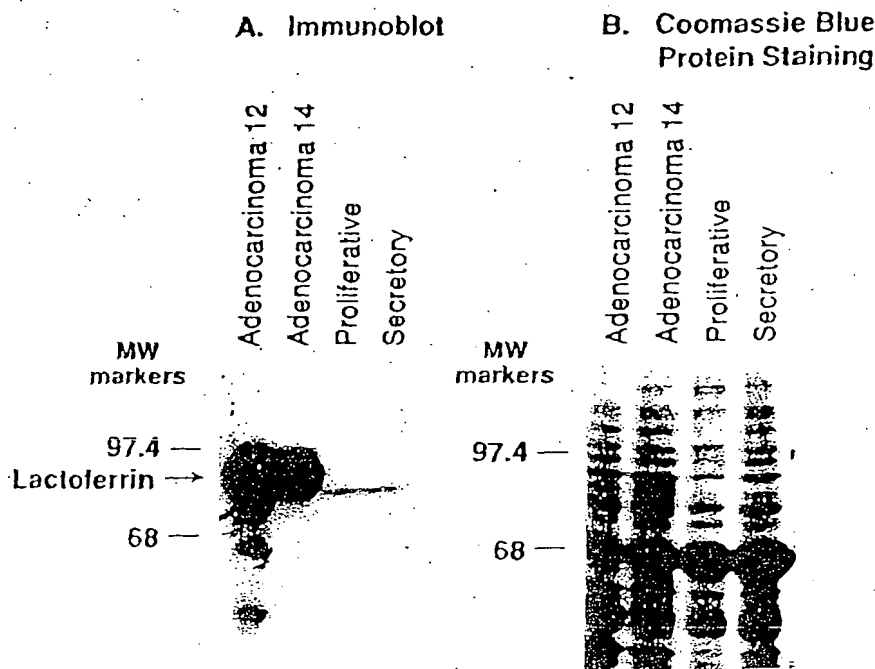 A. Immunoblot
Adenocarcinoma 12
Adenocarcinoma 14
Proliferative
Secretory
MW
markers
97.4
Lactoferrin
68
B. Coomassie Blue
Protein Staining
Adenocarcinoma 12
Adenocarcinoma 14
Proliferative
Secretory
MW
markers
97.4
68